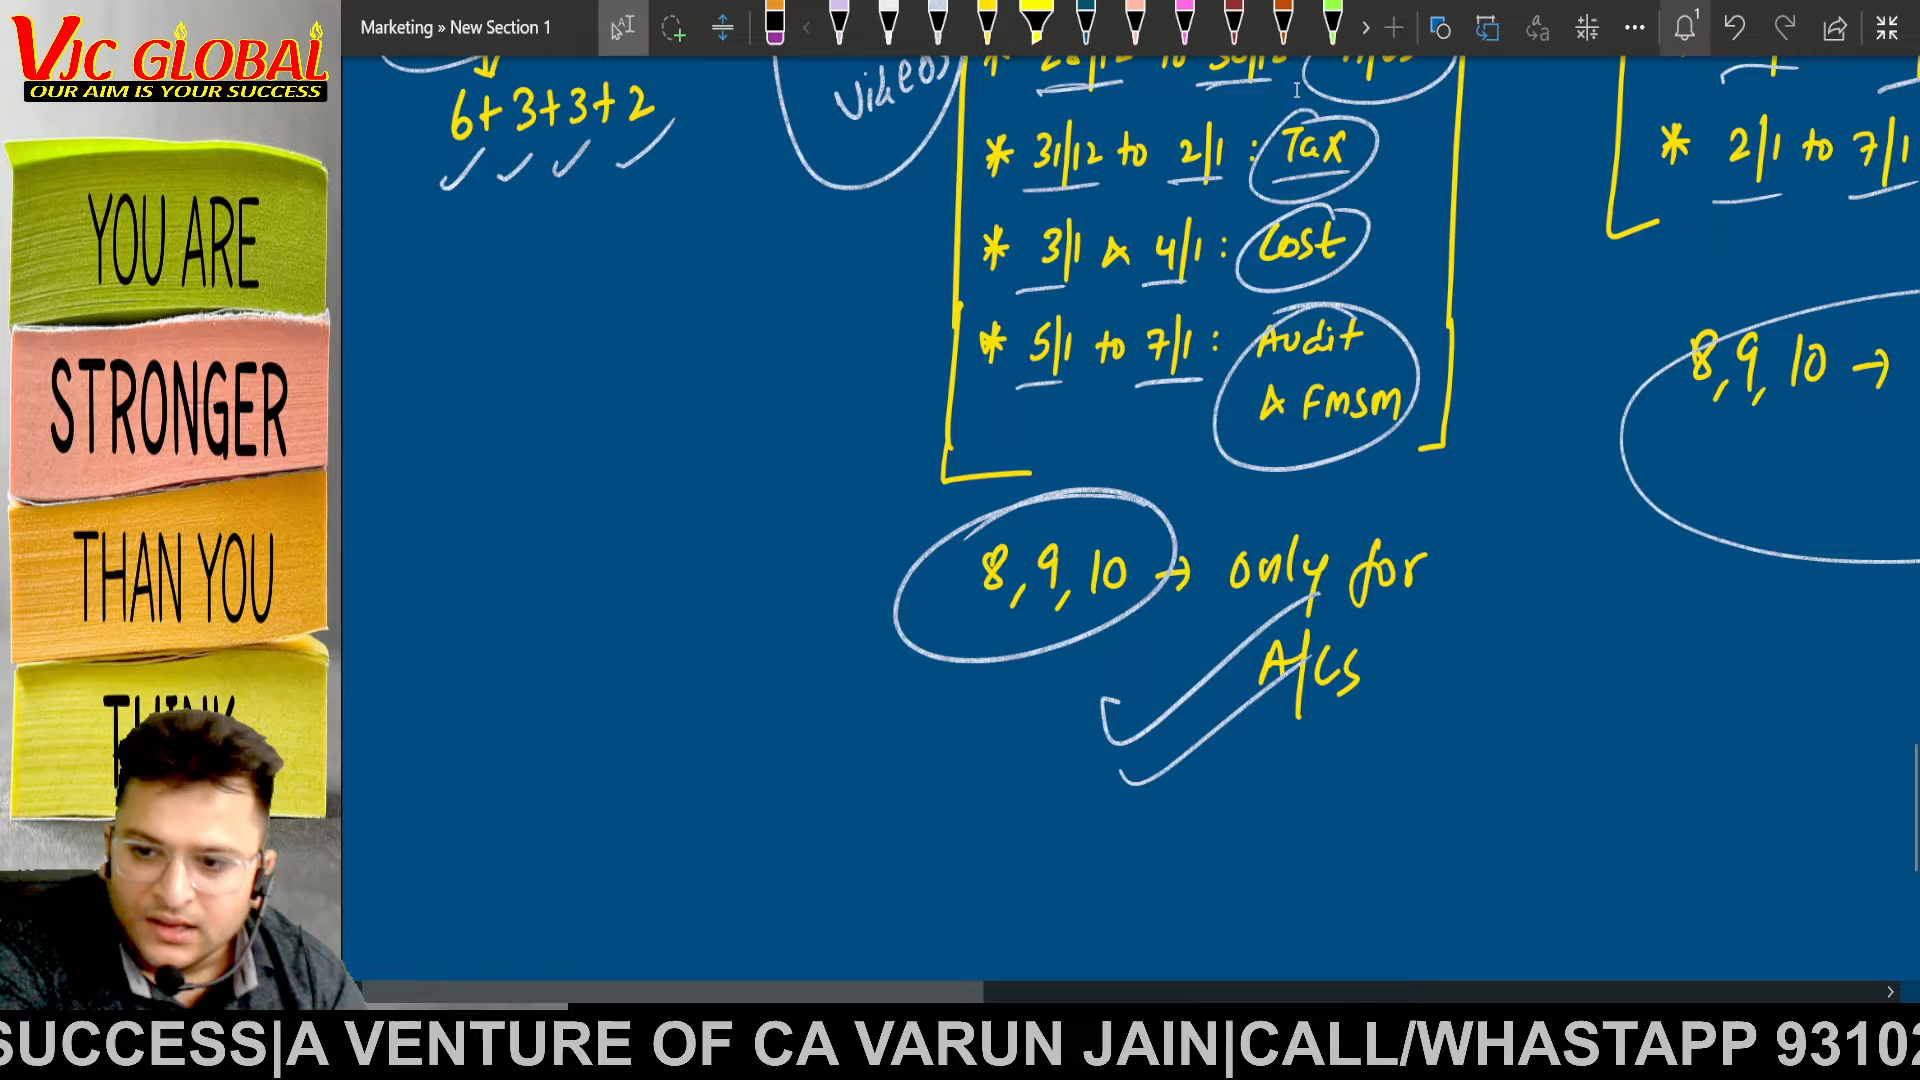 VJC GLOBAL
OUR AIM IS YOUR SUCCESS
Marketing » New Section 1
YOU ARE
STRONGER
THAN YOU
THINK
6+3+3+2
Videos
* 31/12 to 2/1 : Tax
* 3/1 & 4/1 : Cost
* 5/1 to 7/1 : Audit
& FMSM
8, 9, 10 → only for
A/CS
* 2/1 to 7/1
8, 9, 10 →
SUCCESS|A VENTURE OF CA VARUN JAIN|CALL/WHASTAPP 93102